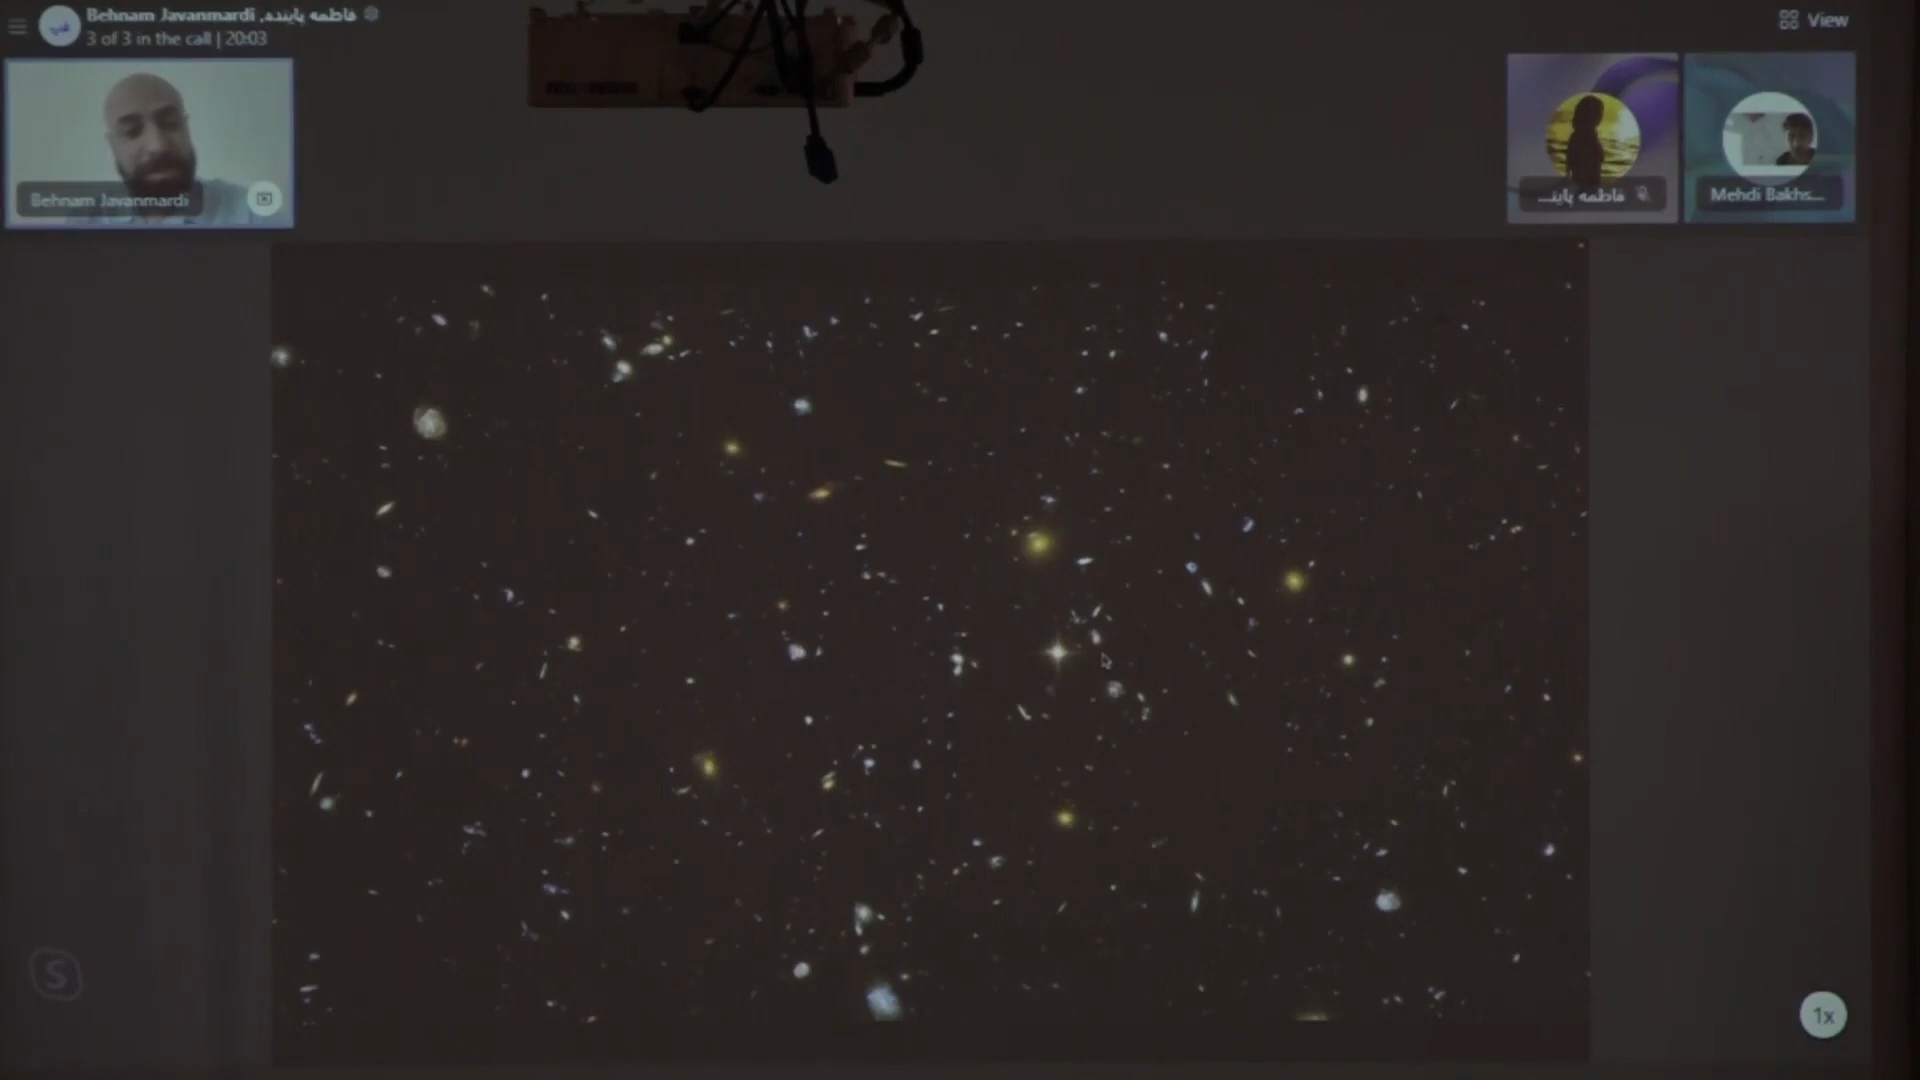 Behnam Javanmardi, فاطمه پاینده
3 of 3 in the call | 20:03
View
Behnam Javanmardi
فاطمه پاین...
Mehdi Bakhs...
S
1x